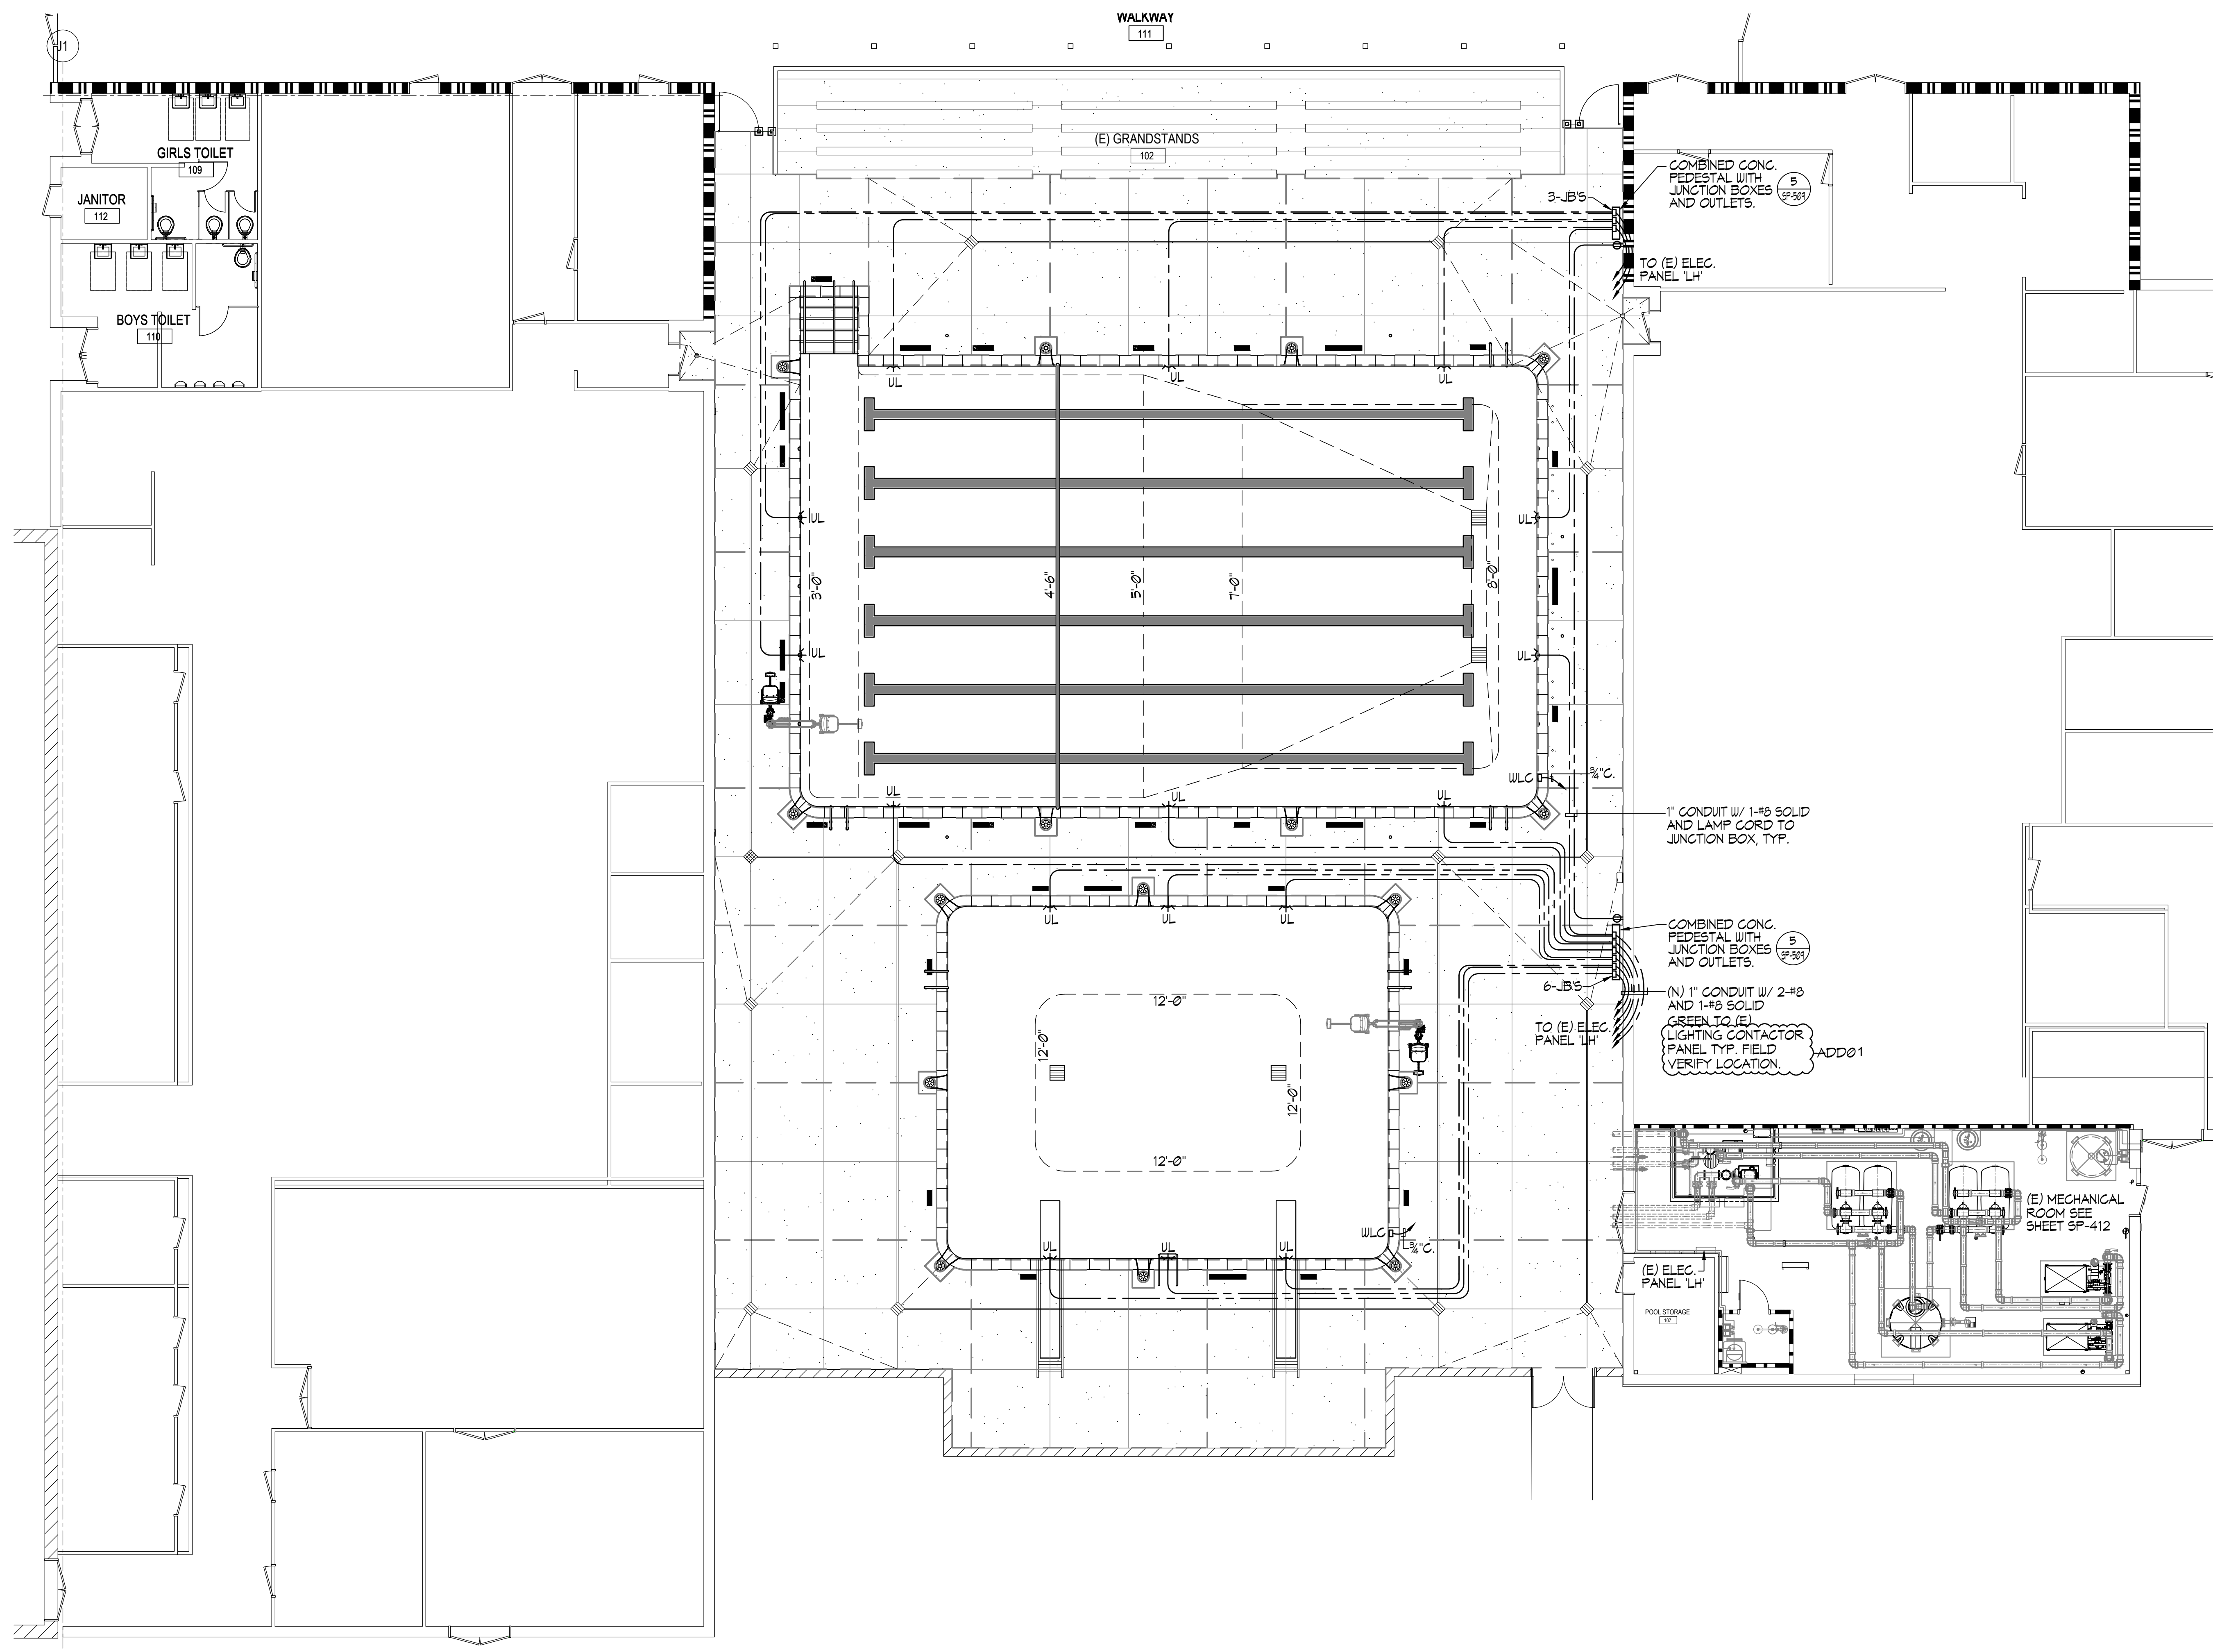 WALKWAY
111
J1
(E) GRANDSTANDS
102
GIRLS TOILET
109
JANITOR
112
BOYS TOILET
110
COMBINED CONC.
PEDESTAL WITH
JUNCTION BOXES
AND OUTLETS.
5
SP-509
3-JB'S
TO (E) ELEC.
PANEL 'LH'
UL
UL
UL
UL
UL
3'-0"
4'-6"
5'-0"
7'-0"
8'-0"
UL
UL
WLC
3/4"C.
UL
UL
UL
1" CONDUIT W/ 1-#8 SOLID
AND LAMP CORD TO
JUNCTION BOX, TYP.
UL
UL
UL
COMBINED CONC.
PEDESTAL WITH
JUNCTION BOXES
AND OUTLETS.
5
SP-509
6-JB'S
(N) 1" CONDUIT W/ 2-#8
AND 1-#8 SOLID
GREEN TO (E)
LIGHTING CONTACTOR
PANEL TYP. FIELD
VERIFY LOCATION.
ADD01
TO (E) ELEC.
PANEL 'LH'
12'-0"
12'-0"
12'-0"
12'-0"
WLC
3/4"C.
UL
UL
UL
(E) MECHANICAL
ROOM SEE
SHEET SP-412
(E) ELEC.
PANEL 'LH'
POOL STORAGE
107